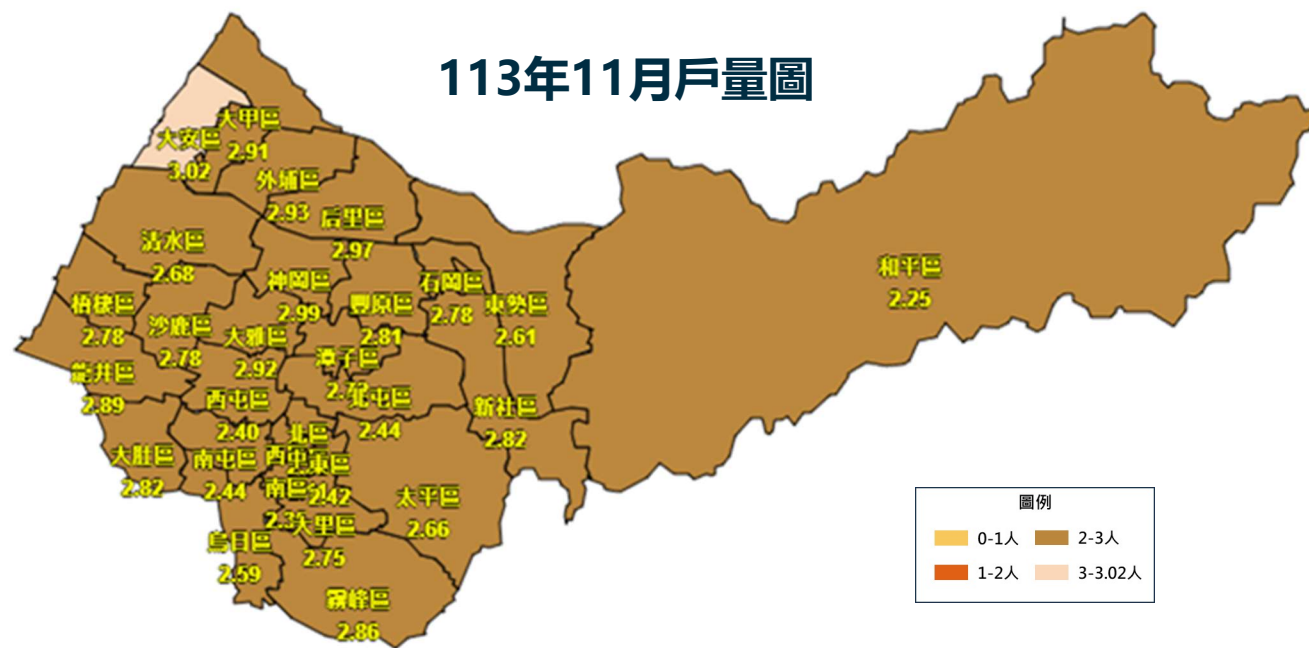 113年11月戶量圖
大甲區
2.91
大安區
3.02
外埔區
2.93
后里區
2.97
清水區
2.68
神岡區
2.99
豐原區
2.81
石岡區
2.78
東勢區
2.61
和平區
2.25
梧棲區
2.78
沙鹿區
2.78
大雅區
2.92
潭子區
龍井區
2.89
西屯區
2.40
北屯區
2.44
新社區
2.82
大肚區
2.82
南屯區
2.44
北區
東區
2.42
南區
太平區
2.66
烏日區
2.59
大里區
2.75
霧峰區
2.86
圖例
0-1人
2-3人
1-2人
3-3.02人